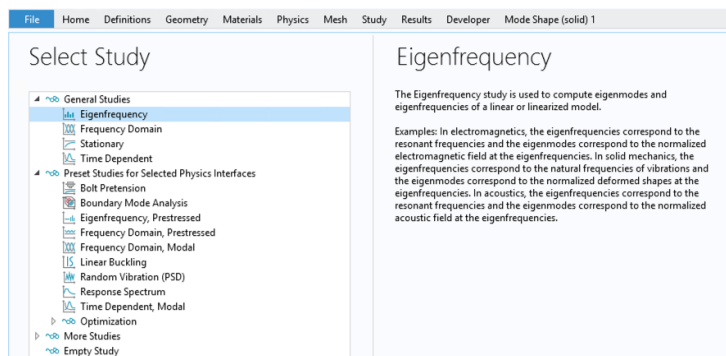 File Home Definitions Geometry Materials Physics Mesh Study Results Developer Mode Shape (solid) 1
Select Study
General Studies
Eigenfrequency
Frequency Domain
Stationary
Time Dependent
Preset Studies for Selected Physics Interfaces
Bolt Pretension
Boundary Mode Analysis
Eigenfrequency, Prestressed
Frequency Domain, Prestressed
Frequency Domain, Modal
Linear Buckling
Random Vibration (PSD)
Response Spectrum
Time Dependent, Modal
Optimization
More Studies
Empty Study
Eigenfrequency
The Eigenfrequency study is used to compute eigenmodes and
eigenfrequencies of a linear or linearized model.
Examples: In electromagnetics, the eigenfrequencies correspond to the
resonant frequencies and the eigenmodes correspond to the normalized
electromagnetic field at the eigenfrequencies. In solid mechanics, the
eigenfrequencies correspond to the natural frequencies of vibrations and
the eigenmodes correspond to the normalized deformed shapes at the
eigenfrequencies. In acoustics, the eigenfrequencies correspond to the
resonant frequencies and the eigenmodes correspond to the normalized
acoustic field at the eigenfrequencies.